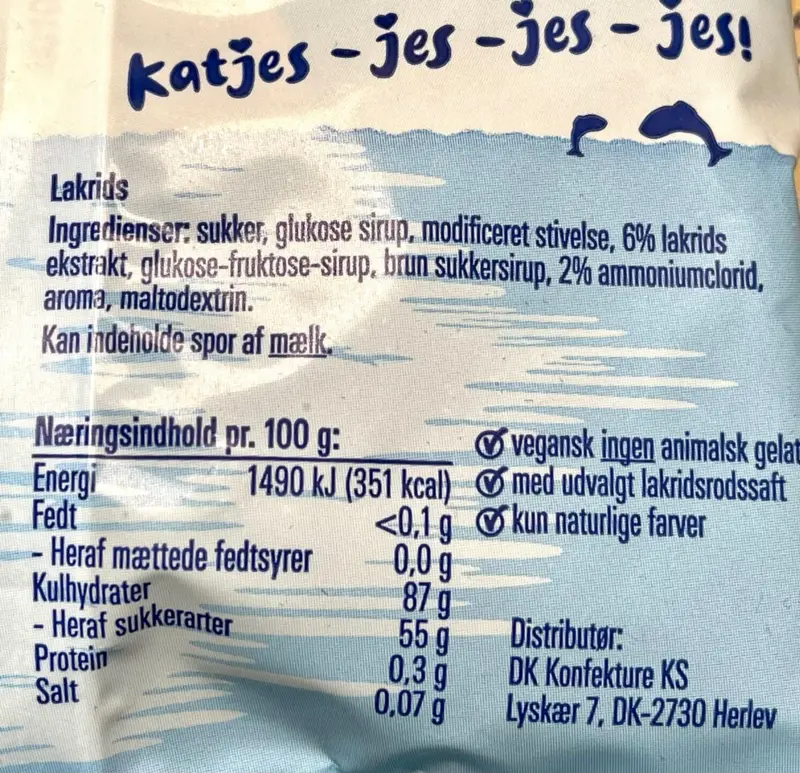 katjes - jes - jes - jes!
Lakrids
Ingredienser: sukker, glukose sirup, modificeret stivelse, 6% lakrids
ekstrakt, glukose-fruktose-sirup, brun sukkersirup, 2% ammoniumclorid,
aroma, maltodextrin.
Kan indeholde spor af mælk.
Næringsindhold pr. 100 g:
Energi 1490 kJ (351 kcal)
Fedt <0,1 g
- Heraf mættede fedtsyrer 0,0 g
Kulhydrater 87 g
- Heraf sukkerarter 55 g
Protein 0,3 g
Salt 0,07 g
vegansk ingen animalsk gelat
med udvalgt lakridsrodssaft
kun naturlige farver
Distributør:
DK Konfekture KS
Lyskær 7, DK-2730 Herlev